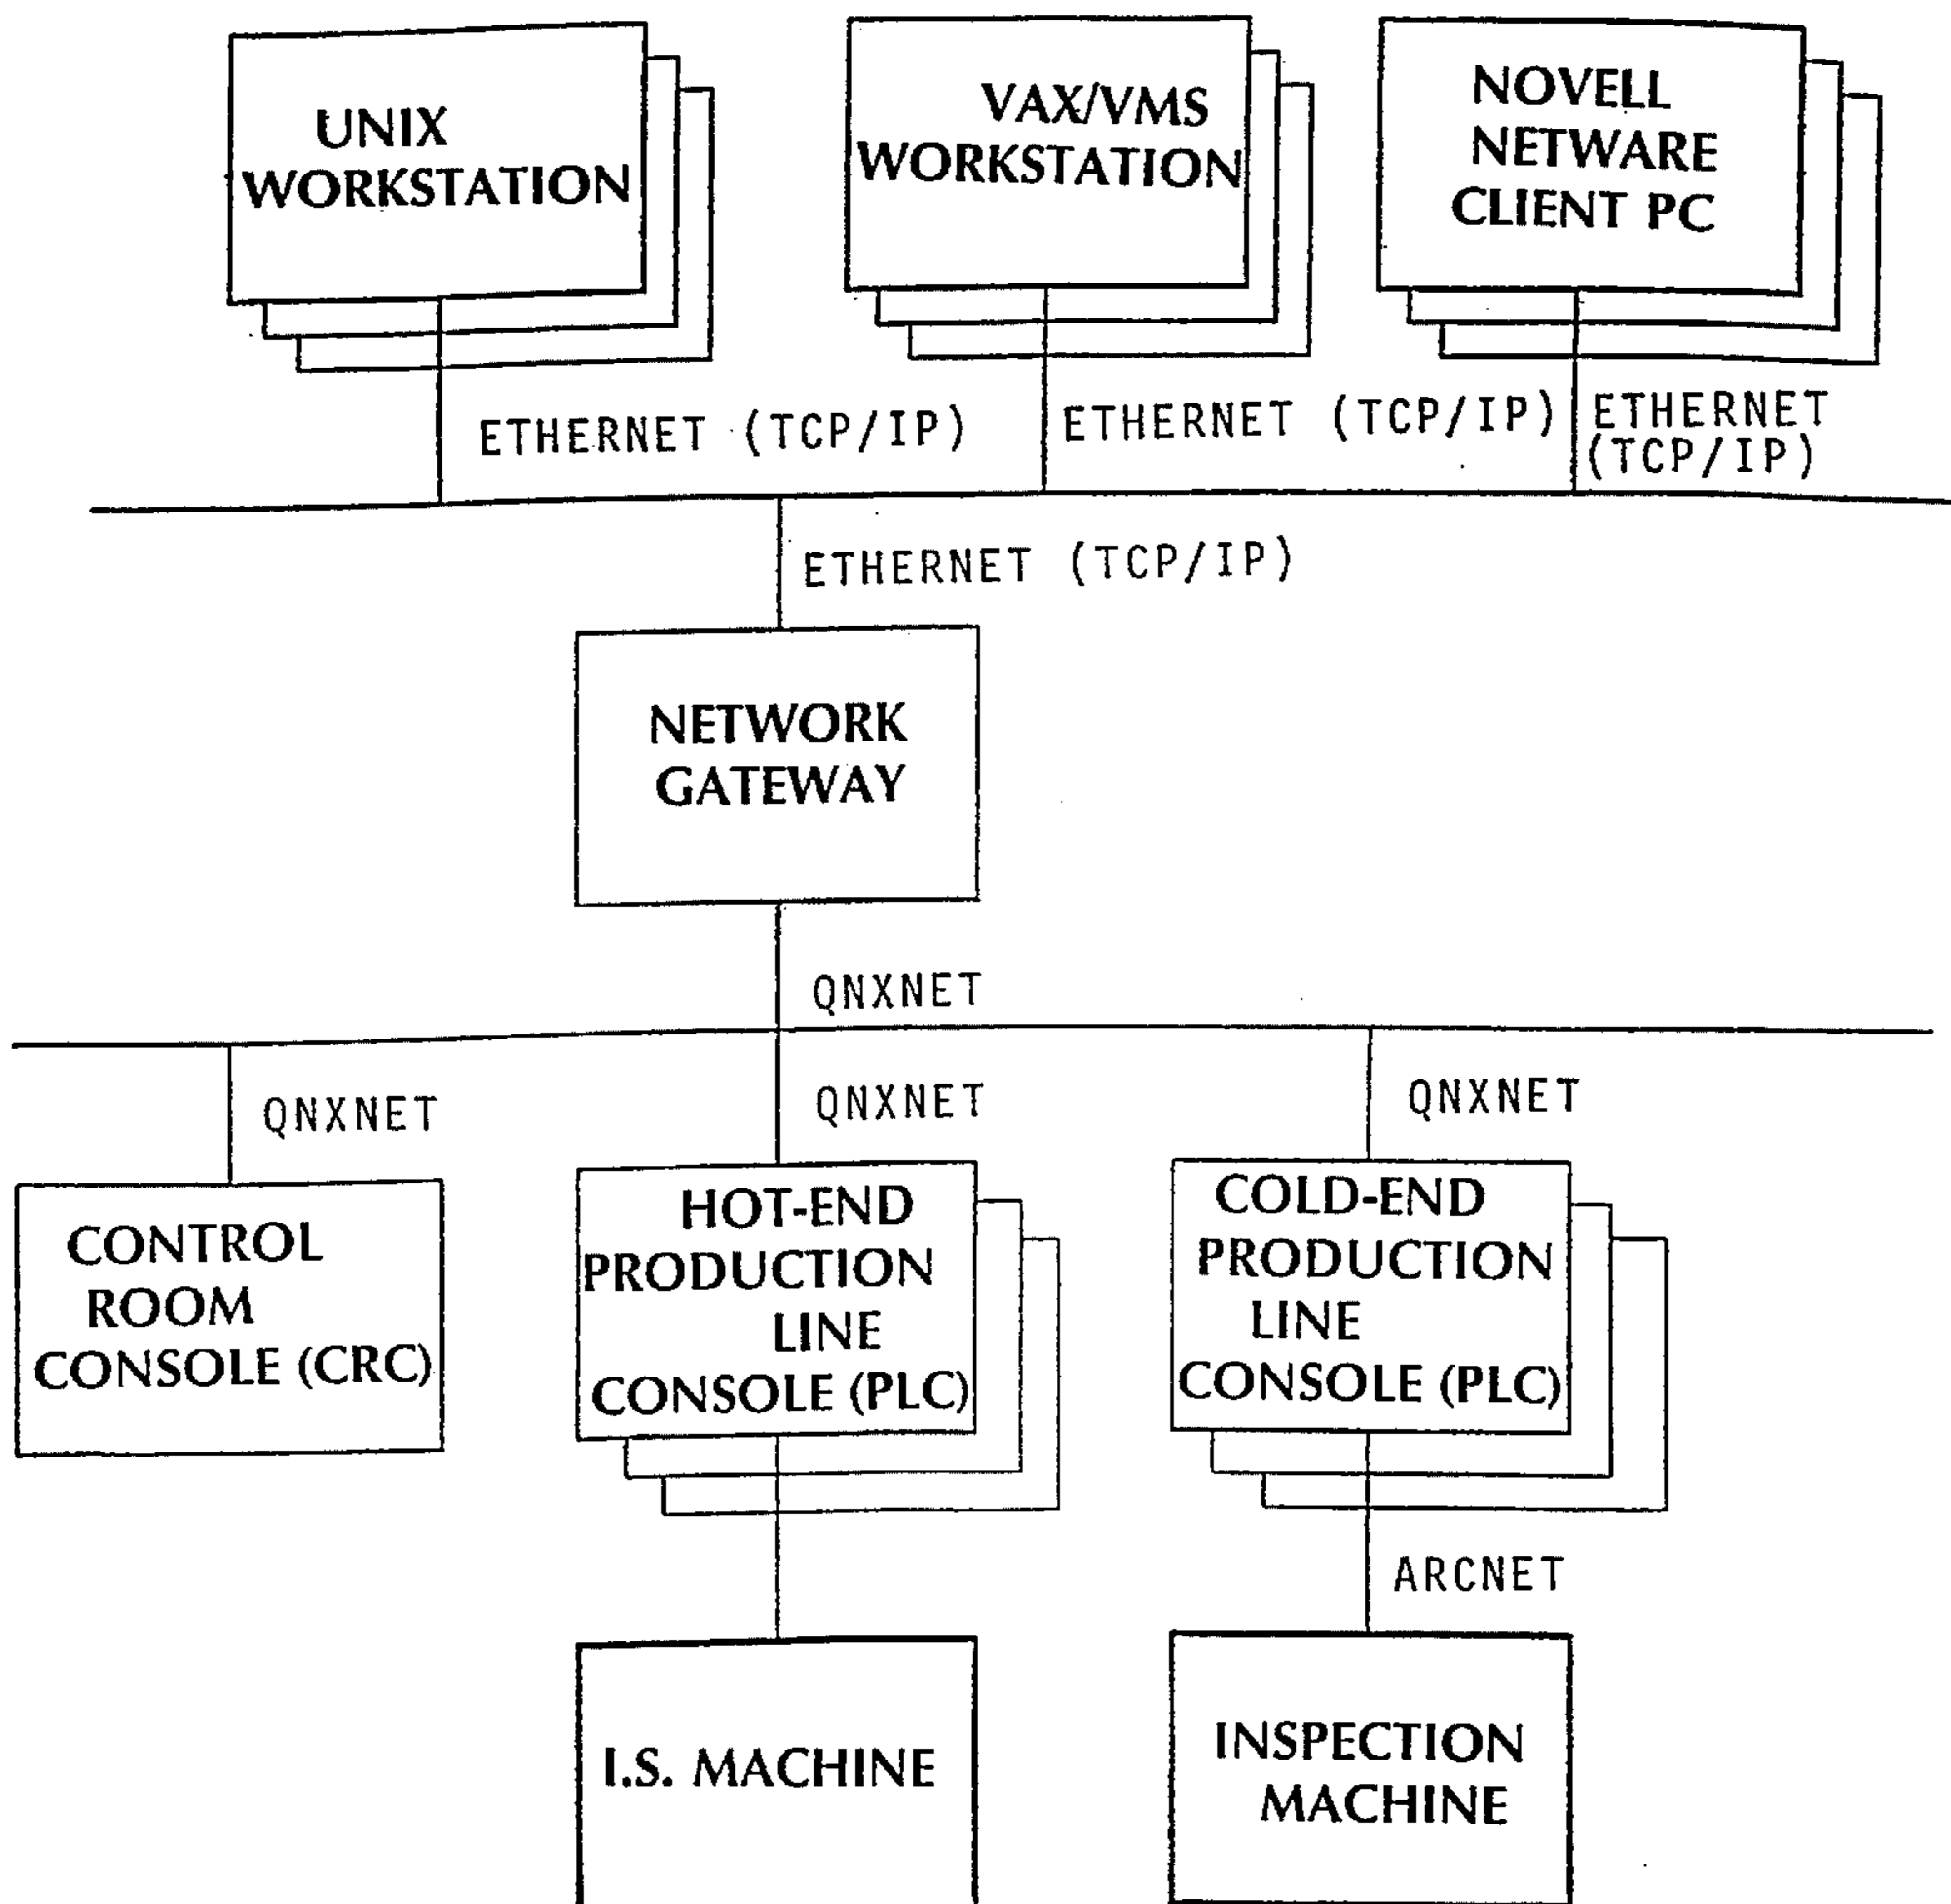 UNIX
WORKSTATION
VAX/VMS
WORKSTATION
NOVELL
NETWARE
CLIENT PC
ETHERNET (TCP/IP)
ETHERNET (TCP/IP)
ETHERNET
(TCP/IP)
ETHERNET (TCP/IP)
NETWORK
GATEWAY
QNXNET
QNXNET
QNXNET
QNXNET
CONTROL
ROOM
CONSOLE (CRC)
HOT-END
PRODUCTION
LINE
CONSOLE (PLC)
COLD-END
PRODUCTION
LINE
CONSOLE (PLC)
ARCNET
I.S. MACHINE
INSPECTION
MACHINE